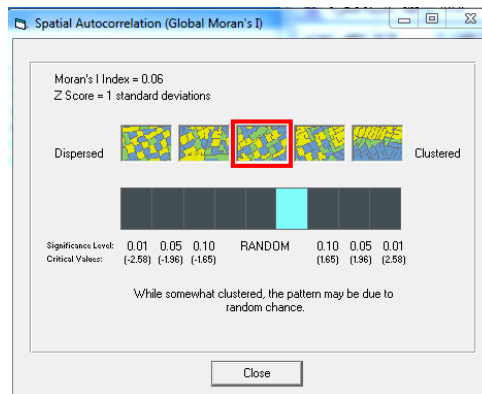 Spatial Autocorrelation (Global Moran's I)
Moran's I Index = 0.06
Z Score = 1 standard deviations
Dispersed
Clustered
Significance Level: 0.01 0.05 0.10 RANDOM 0.10 0.05 0.01
Critical Values: (-2.58) (-1.96) (-1.65) (1.65) (1.96) (2.58)
While somewhat clustered, the pattern may be due to
random chance.
Close